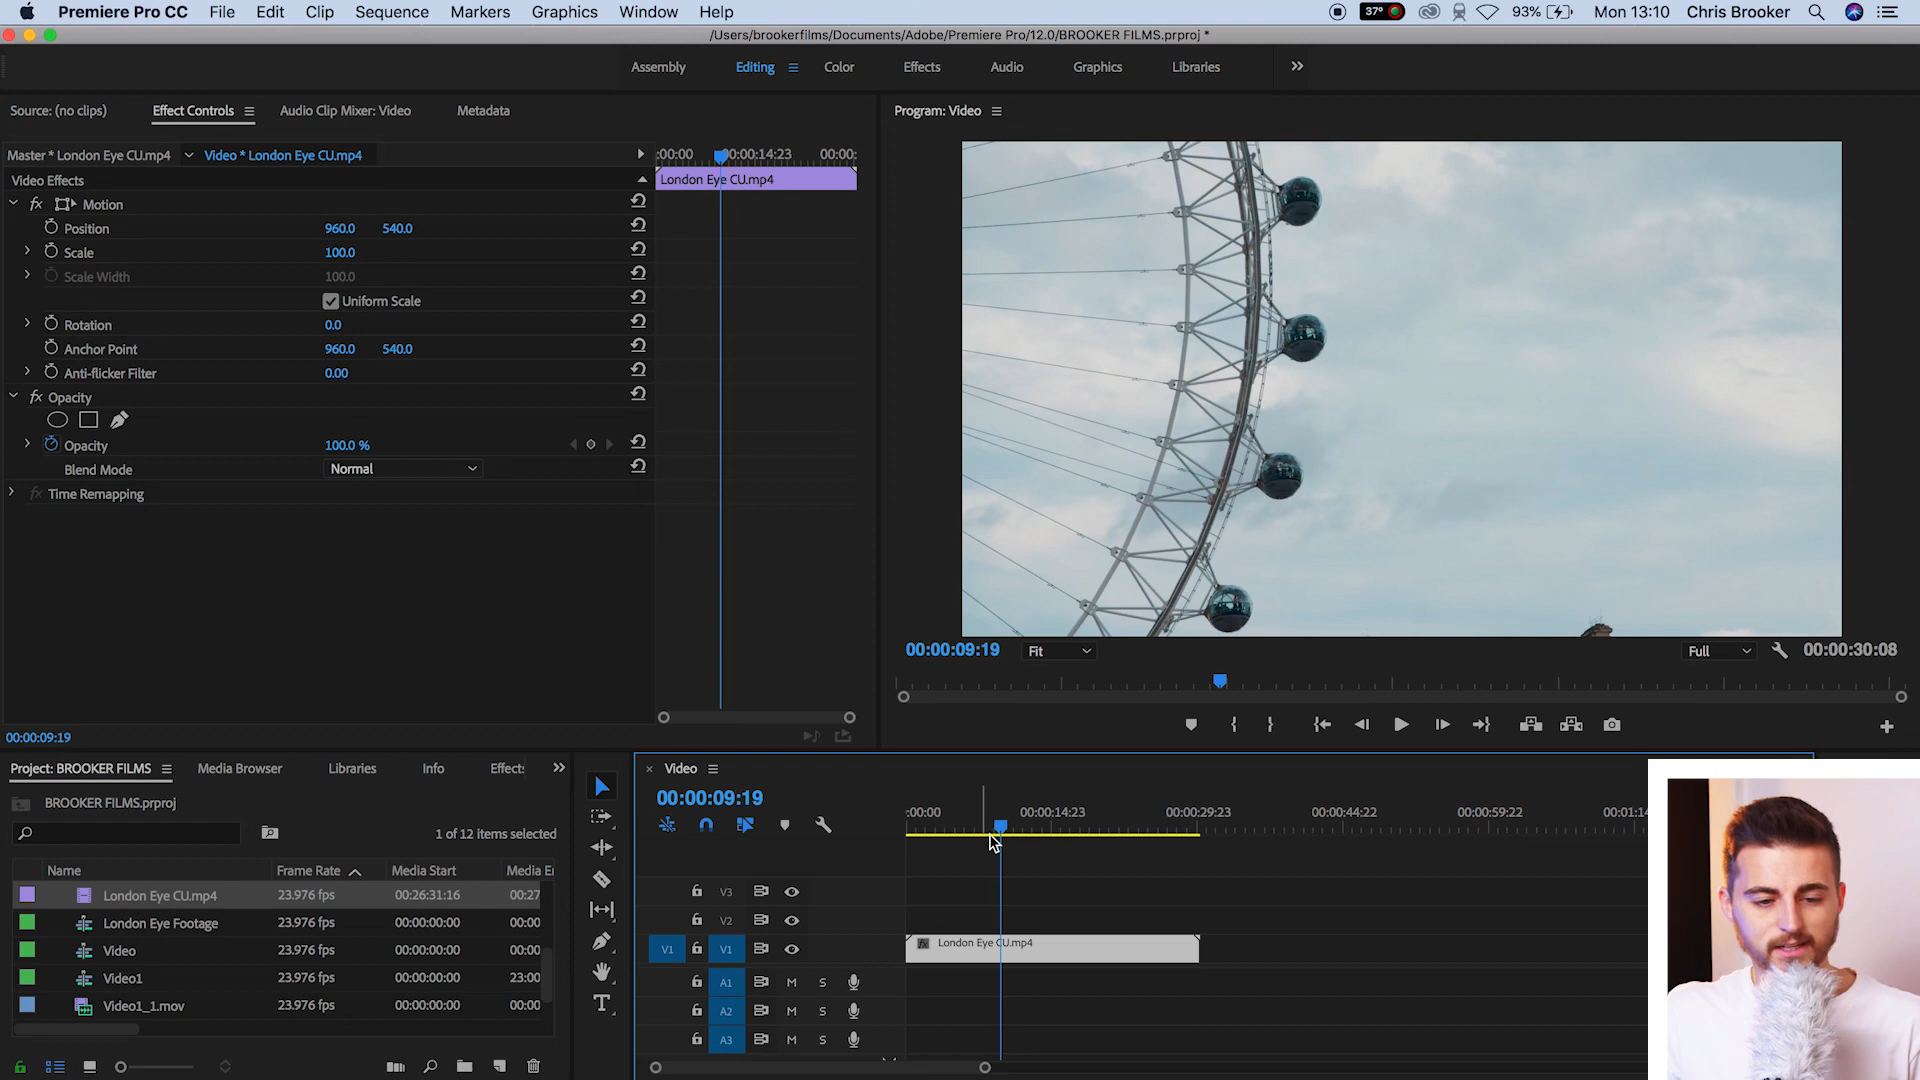 Premiere Pro CC File Edit Clip Sequence Markers Graphics Window Help 37° 93% Mon 13:10 Chris Brooker
/Users/brookerfilms/Documents/Adobe/Premiere Pro/12.0/BROOKER FILMS.prproj *
Assembly Editing Color Effects Audio Graphics Libraries
Source: (no clips) Effect Controls Audio Clip Mixer: Video Metadata
Program: Video
Master * London Eye CU.mp4 Video * London Eye CU.mp4
:00:00 00:00:14:23 00:00:
Video Effects
London Eye CU.mp4
fx Motion
Position 960.0 540.0
Scale 100.0
Scale Width 100.0
Uniform Scale
Rotation 0.0
Anchor Point 960.0 540.0
Anti-flicker Filter 0.00
fx Opacity
Opacity 100.0 %
Blend Mode Normal
fx Time Remapping
00:00:09:19
00:00:09:19 Fit Full 00:00:30:08
Project: BROOKER FILMS Media Browser Libraries Info Effects
BROOKER FILMS.prproj
1 of 12 items selected
Name Frame Rate Media Start Media E
London Eye CU.mp4 23.976 fps 00:26:31:16 00:27
London Eye Footage 23.976 fps 00:00:00:00 00:00
Video 23.976 fps 00:00:00:00 00:00
Video1 23.976 fps 00:00:00:00 23:00
Video1_1.mov 23.976 fps 00:00:00:00 00:00
T
Video
00:00:09:19
:00:00 00:00:14:23 00:00:29:23 00:00:44:22 00:00:59:22 00:01:14
V3
V2
V1 V1 fx London Eye CU.mp4
A1 M S
A2 M S
A3 M S